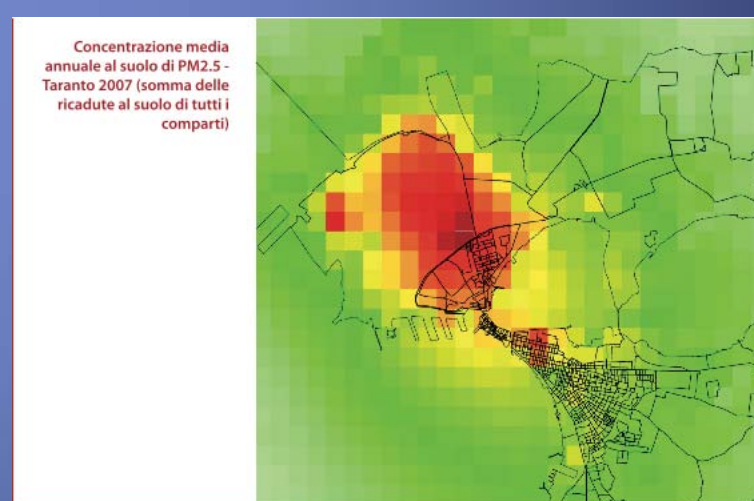 Concentrazione media
annuale al suolo di PM2.5 -
Taranto 2007 (somma delle
ricadute al suolo di tutti i
comparti)